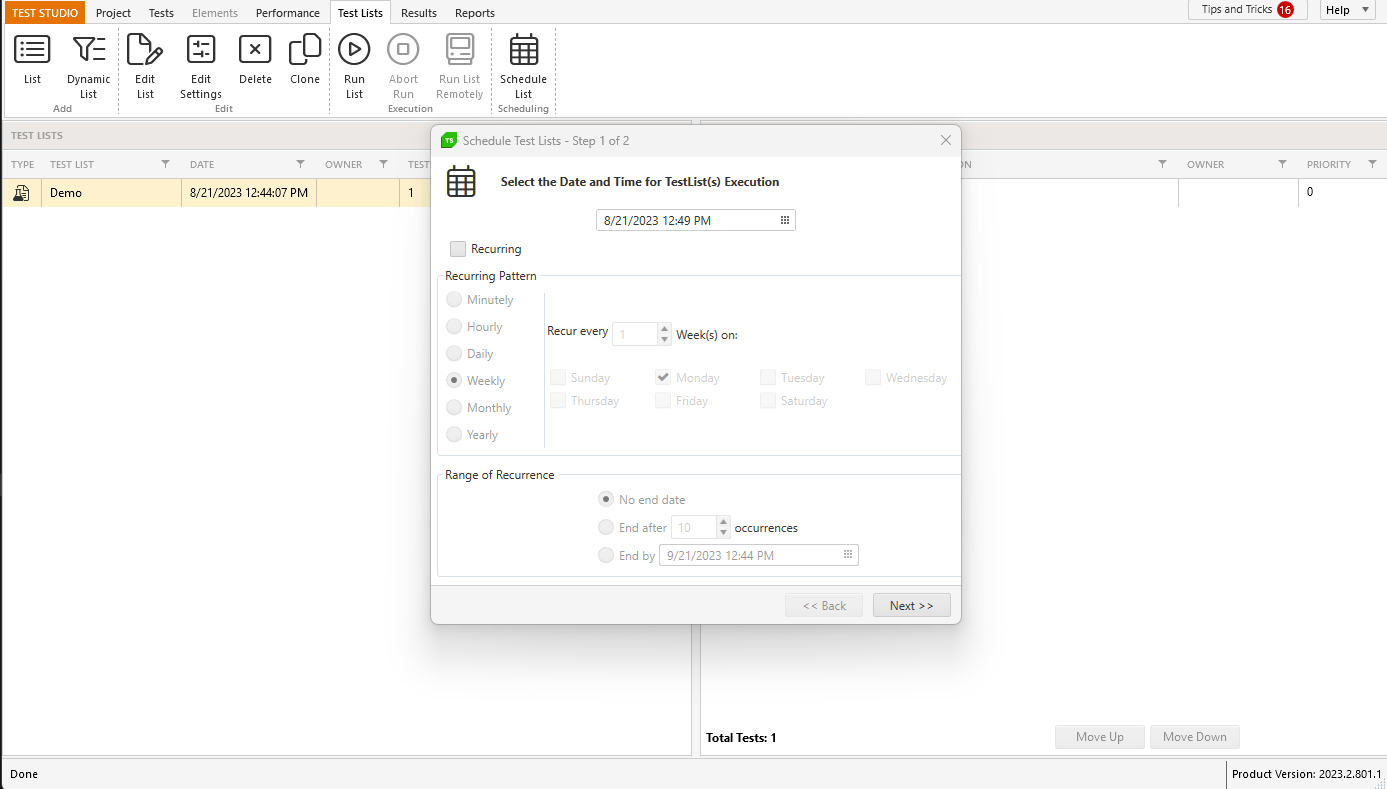 TEST STUDIO Project Tests Elements Performance Test Lists Results Reports Tips and Tricks 16 Help
List Dynamic List Edit List Edit Settings Delete Clone Run List Abort Run Run List Remotely Schedule List
Add Edit Execution Scheduling
TEST LISTS
TYPE TEST LIST DATE OWNER TEST
Demo 8/21/2023 12:44:07 PM 1
ON OWNER PRIORITY
0
TS Schedule Test Lists - Step 1 of 2
Select the Date and Time for TestList(s) Execution
8/21/2023 12:49 PM
Recurring
Recurring Pattern
Minutely
Hourly
Daily
Weekly
Monthly
Yearly
Recur every 1 Week(s) on:
Sunday Monday Tuesday Wednesday
Thursday Friday Saturday
Range of Recurrence
No end date
End after 10 occurrences
End by 9/21/2023 12:44 PM
<< Back Next >>
Total Tests: 1 Move Up Move Down
Done Product Version: 2023.2.801.1